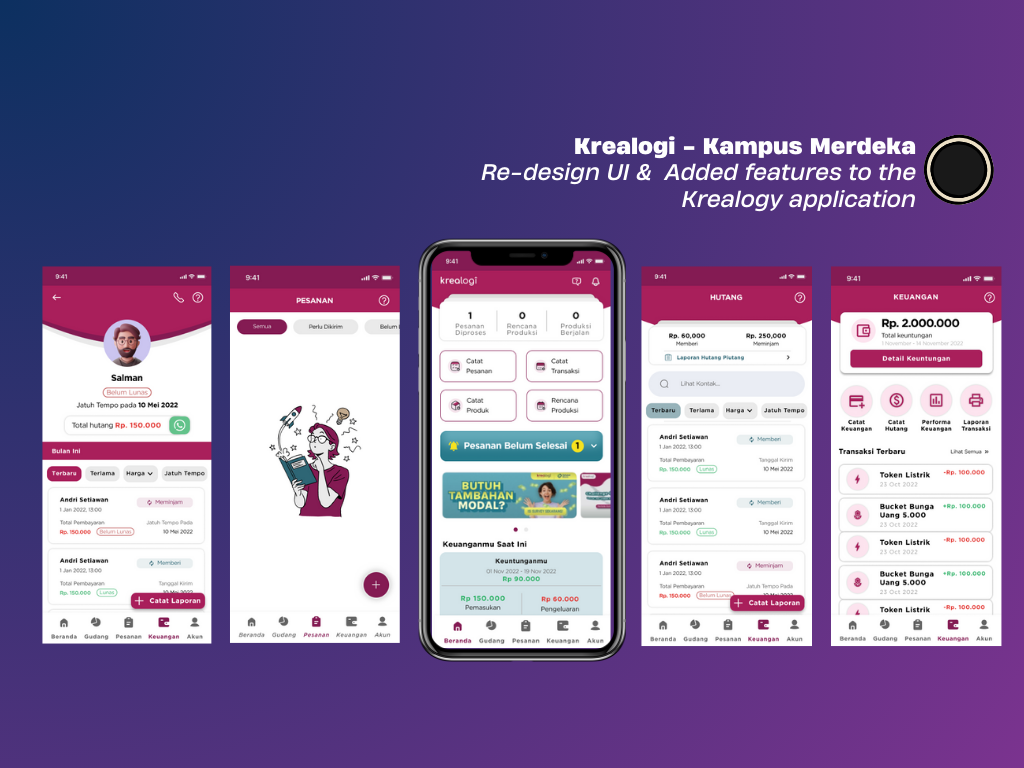 Krealogi - Kampus Merdeka
Re-design UI & Added features to the
Krealogy application
9:41
Salman
Belum Lunas
Jatuh Tempo pada 10 Mei 2022
Total hutang Rp. 150.000
Bulan Ini
Terbaru Terlama Harga Jatuh Tempo
Andri Setiawan Meminjam
1 Jan 2022, 13:00
Total Pembayaran Jatuh Tempo Pada
Rp. 150.000 Belum Lunas 10 Mei 2022
Andri Setiawan Memberi
1 Jan 2022, 13:00
Total Pembayaran Tanggal Kirim
Rp. 150.000 Lunas
+ Catat Laporan
Beranda Gudang Pesanan Keuangan Akun
9:41
PESANAN
Semua Perlu Dikirim Belum
+
Beranda Gudang Pesanan Keuangan Akun
9:41
krealogi
1 0 0
Pesanan Rencana Produksi
Diproses Produksi Berjalan
Catat Catat
Pesanan Transaksi
Catat Rencana
Produk Produksi
Pesanan Belum Selesai 1
BUTUH
TAMBAHAN
MODAL?
Keuanganmu Saat Ini
Keuntunganmu
01 Nov 2022 - 19 Nov 2022
Rp 90.000
Rp 150.000 Rp 60.000
Pemasukan Pengeluaran
Beranda Gudang Pesanan Keuangan Akun
9:41
HUTANG
Rp. 60,000 Rp. 250,000
Memberi Meminjam
Laporan Hutang Piutang
Lihat Kontak...
Terbaru Terlama Harga Jatuh Tempo
Andri Setiawan Memberi
1 Jan 2022, 13:00
Total Pembayaran Tanggal Kirim
Rp. 150.000 Lunas 10 Mei 2022
Andri Setiawan Memberi
1 Jan 2022, 13:00
Total Pembayaran Tanggal Kirim
Rp. 150.000 Lunas 10 Mei 2022
Andri Setiawan Meminjam
1 Jan 2022, 13:00
Total Pembayaran Jatuh Tempo Pada
Rp. 150.000 Belum Lunas
+ Catat Laporan
Beranda Gudang Pesanan Keuangan Akun
9:41
KEUANGAN
Rp. 2.000.000
Total keuntungan
1 November - 14 November 2022
Detail Keuntungan
Catat Catat Performa Laporan
Keuangan Hutang Keuangan Transaksi
Transaksi Terbaru Lihat Semua »
Token Listrik -Rp. 100.000
23 Oct 2022
Bucket Bunga +Rp. 100.000
Uang 5.000
23 Oct 2022
Token Listrik -Rp. 100.000
23 Oct 2022
Bucket Bunga +Rp. 100.000
Uang 5.000
23 Oct 2022
Token Listrik -Rp. 100.000
Beranda Gudang Pesanan Keuangan Akun